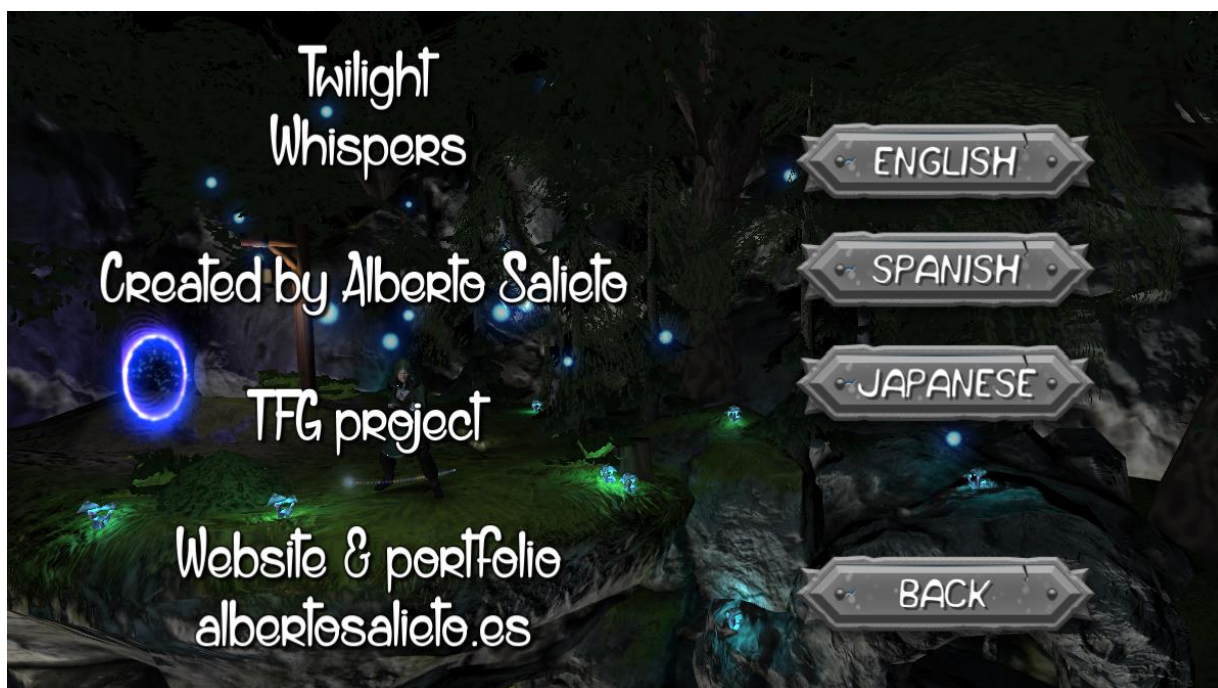 Twilight
Whispers
Created by Alberto Salieto
TFG project
Website & portfolio
albertosalieto.es
ENGLISH
SPANISH
JAPANESE
BACK